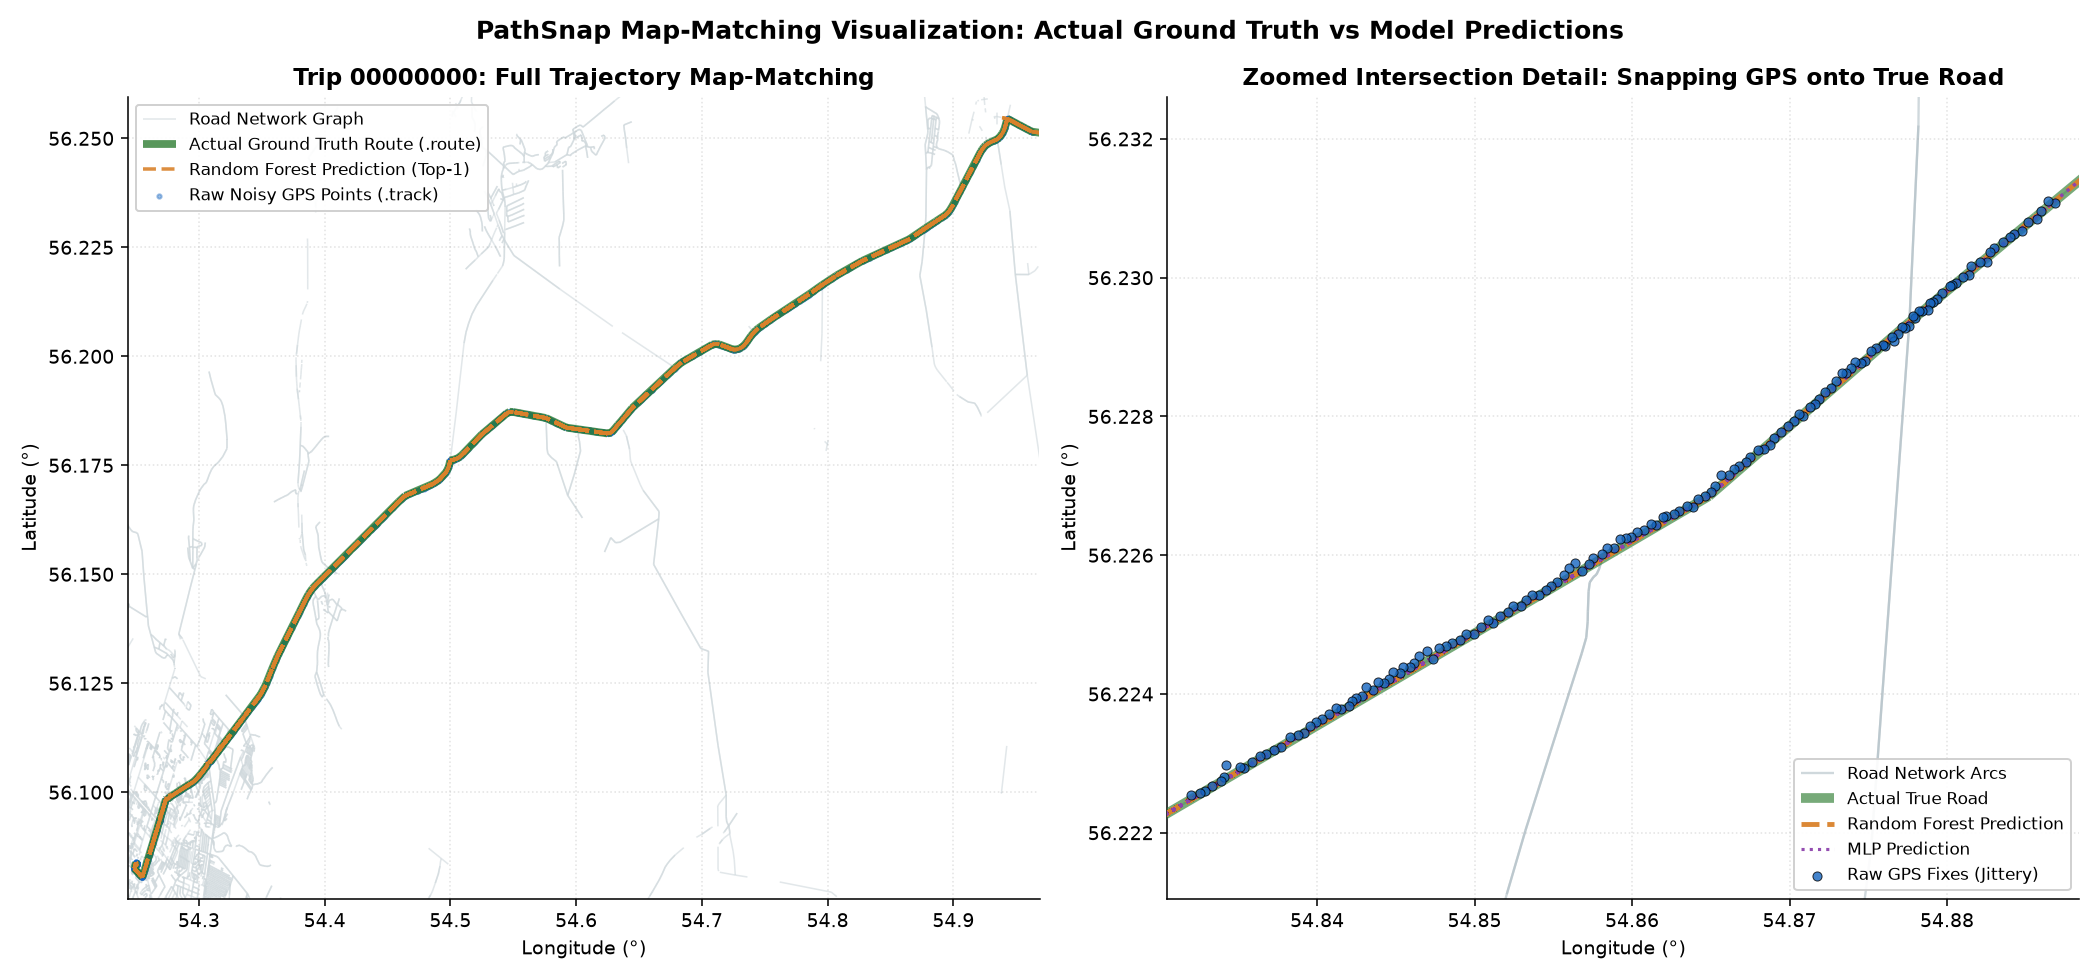 PathSnap Map-Matching Visualization: Actual Ground Truth vs Model Predictions
Trip 00000000: Full Trajectory Map-Matching
Road Network Graph
Actual Ground Truth Route (.route)
Random Forest Prediction (Top-1)
Raw Noisy GPS Points (.track)
Latitude (°)
56.250
56.225
56.200
56.175
56.150
56.125
56.100
54.3 54.4 54.5 54.6 54.7 54.8 54.9
Longitude (°)
Zoomed Intersection Detail: Snapping GPS onto True Road
Latitude (°)
56.232
56.230
56.228
56.226
56.224
56.222
Road Network Arcs
Actual True Road
Random Forest Prediction
MLP Prediction
Raw GPS Fixes (Jittery)
54.84 54.85 54.86 54.87 54.88
Longitude (°)